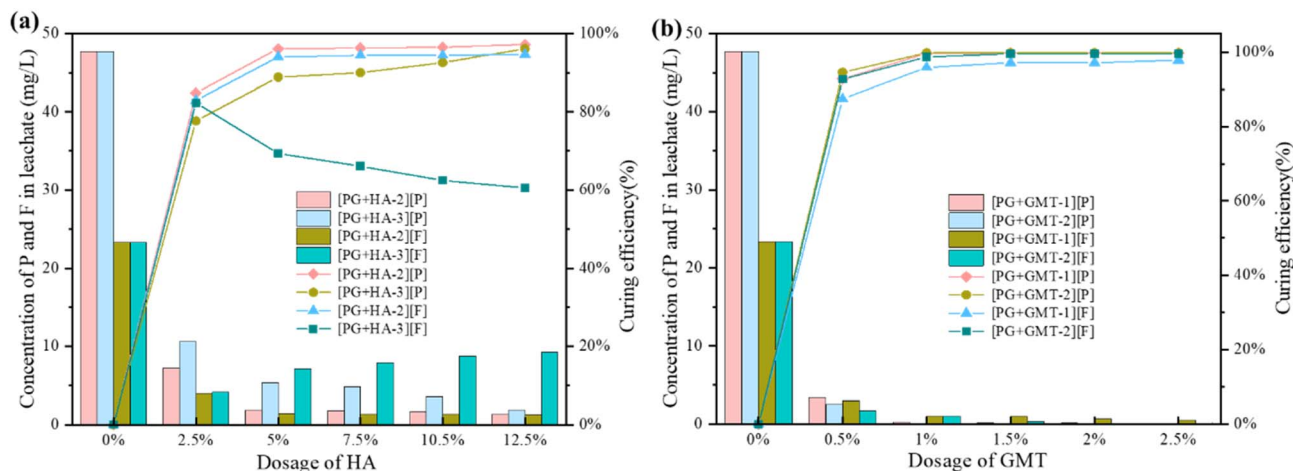 (a)
Concentration of P and F in leachate (mg/L)
50
40
30
20
10
0
100%
80%
60%
40%
20%
0%
Curing efficiency(%)
[PG+HA-2][P]
[PG+HA-3][P]
[PG+HA-2][F]
[PG+HA-3][F]
[PG+HA-2][P]
[PG+HA-3][P]
[PG+HA-2][F]
[PG+HA-3][F]
0% 2.5% 5% 7.5% 10.5% 12.5%
Dosage of HA
(b)
Concentration of P and F in leachate (mg/L)
50
40
30
20
10
0
100%
80%
60%
40%
20%
0%
Curing efficiency(%)
[PG+GMT-1][P]
[PG+GMT-2][P]
[PG+GMT-1][F]
[PG+GMT-2][F]
[PG+GMT-1][P]
[PG+GMT-2][P]
[PG+GMT-1][F]
[PG+GMT-2][F]
0% 0.5% 1% 1.5% 2% 2.5%
Dosage of GMT